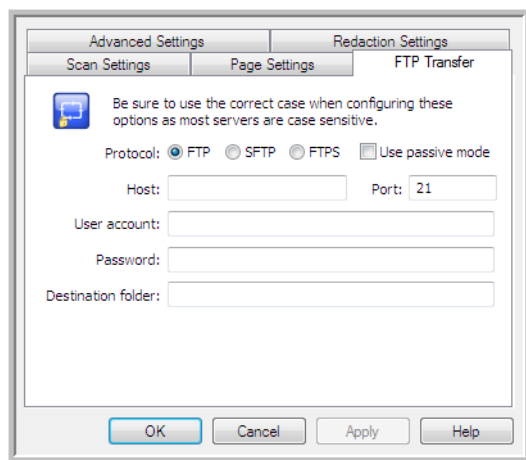 Advanced Settings Redaction Settings
Scan Settings Page Settings FTP Transfer
Be sure to use the correct case when configuring these
options as most servers are case sensitive.
Protocol: FTP SFTP FTPS Use passive mode
Host: Port: 21
User account:
Password:
Destination folder:
OK Cancel Apply Help